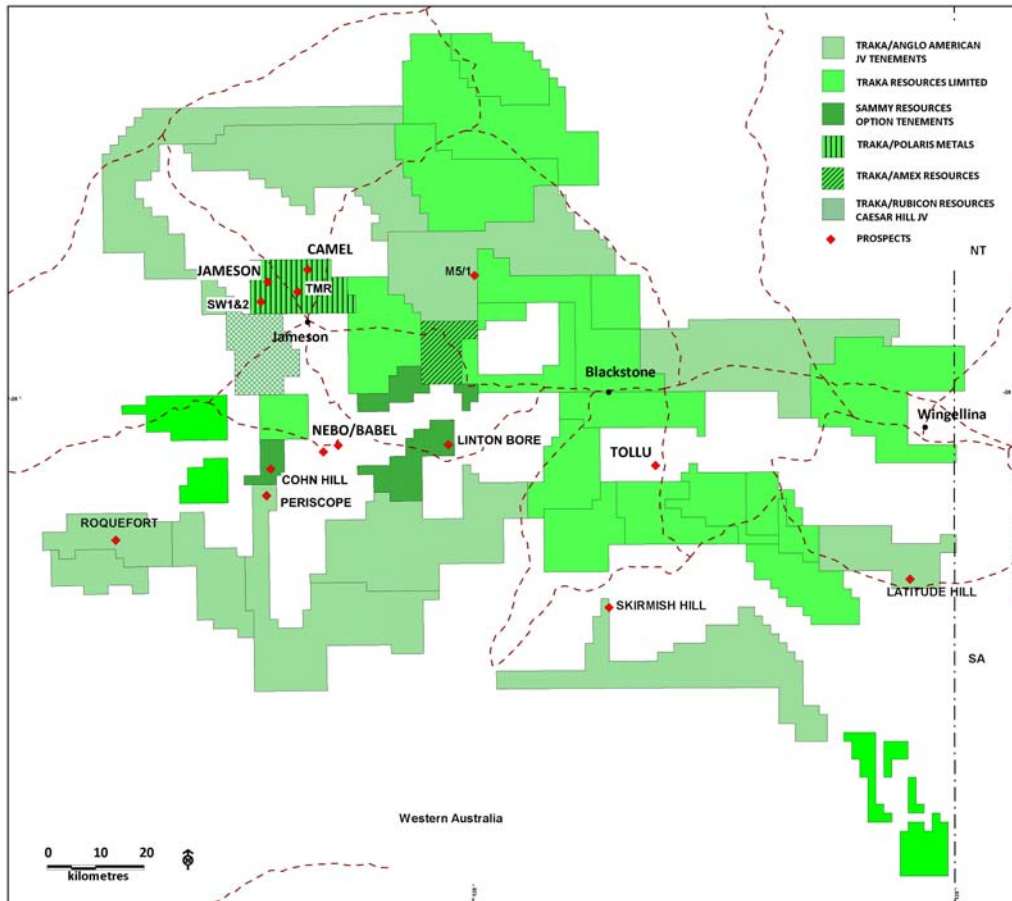 TRAKA/ANGLO AMERICAN
JV TENEMENTS
TRAKA RESOURCES LIMITED
SAMMY RESOURCES
OPTION TENEMENTS
TRAKA/POLARIS METALS
TRAKA/AMEX RESOURCES
TRAKA/RUBICON RESOURCES
CAESAR HILL JV
PROSPECTS
NT
CAMEL
JAMESON
M5/1
TMR
SW1&2
Jameson
Blackstone
Wingellina
NEBO/BABEL
LINTON BORE
TOLLU
COHN HILL
PERISCOPE
ROQUEFORT
LATITUDE HILL
SKIRMISH HILL
SA
Western Australia
0 10 20
kilometres